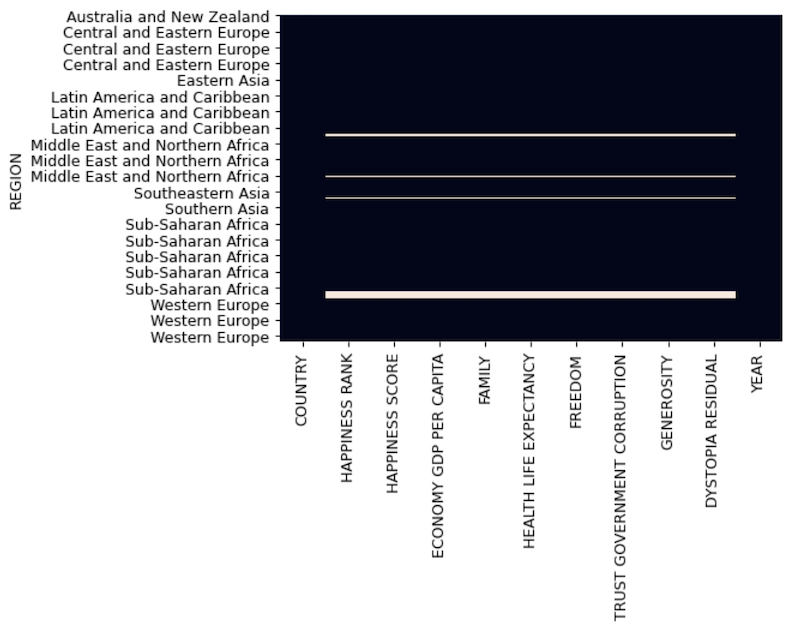 Australia and New Zealand
Central and Eastern Europe
Central and Eastern Europe
Central and Eastern Europe
Eastern Asia
Latin America and Caribbean
Latin America and Caribbean
Latin America and Caribbean
Middle East and Northern Africa
Middle East and Northern Africa
Middle East and Northern Africa
Southeastern Asia
Southern Asia
Sub-Saharan Africa
Sub-Saharan Africa
Sub-Saharan Africa
Sub-Saharan Africa
Sub-Saharan Africa
Western Europe
Western Europe
Western Europe
REGION
COUNTRY
HAPPINESS RANK
HAPPINESS SCORE
ECONOMY GDP PER CAPITA
FAMILY
HEALTH LIFE EXPECTANCY
FREEDOM
TRUST GOVERNMENT CORRUPTION
GENEROSITY
DYSTOPIA RESIDUAL
YEAR